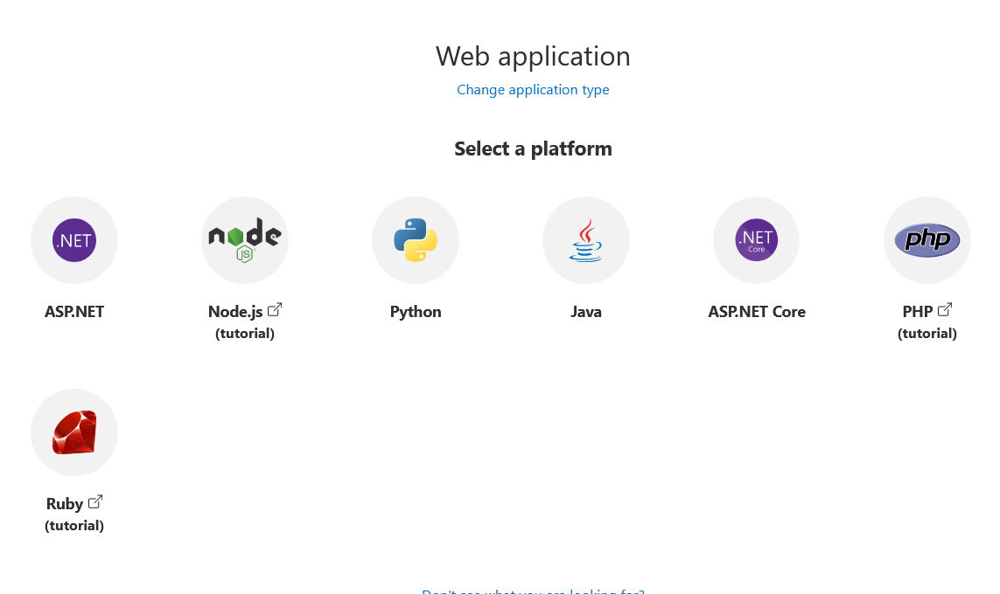 Web application
Change application type
Select a platform
.NET
node
JS
.NET
Core
php
ASP.NET
Node.js
Python
Java
ASP.NET Core
PHP
(tutorial)
(tutorial)
Ruby
(tutorial)
Don't see what you are looking for?